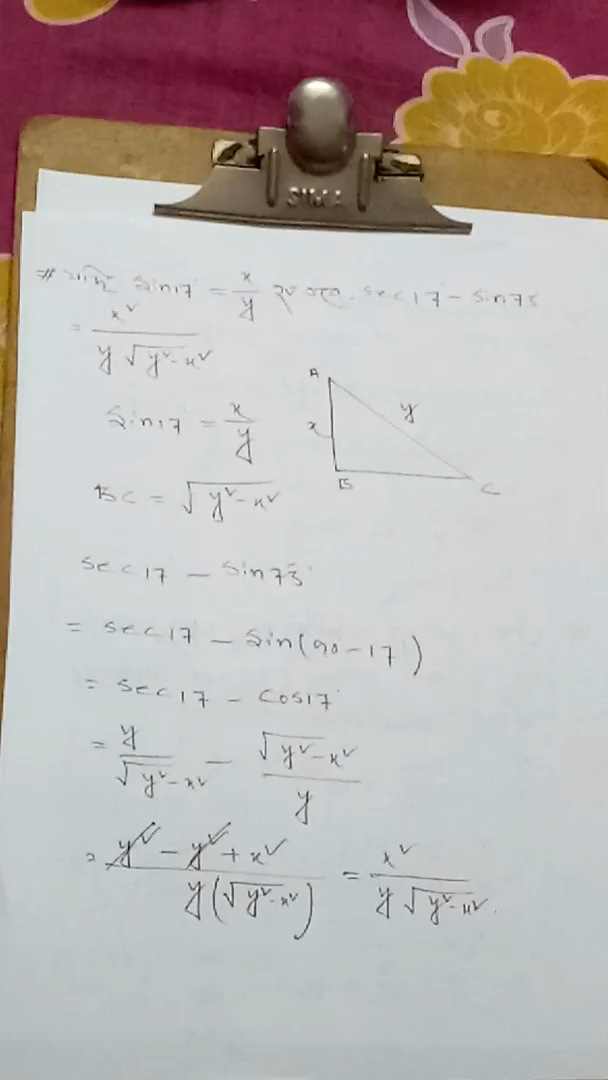 SIWA
# যদি sin17 = x/y হয় তবে. sec17 - sin73
= x²/y√y²-x²
sin17 = x/y
A
x
y
B
C
BC = √y²-x²
sec17 - sin73°
= sec17 - sin(90-17)
= sec17 - cos17
= y/√y²-x² - √y²-x²/y
= y² - y² + x²/y(√y²-x²) = x²/y√y²-x².